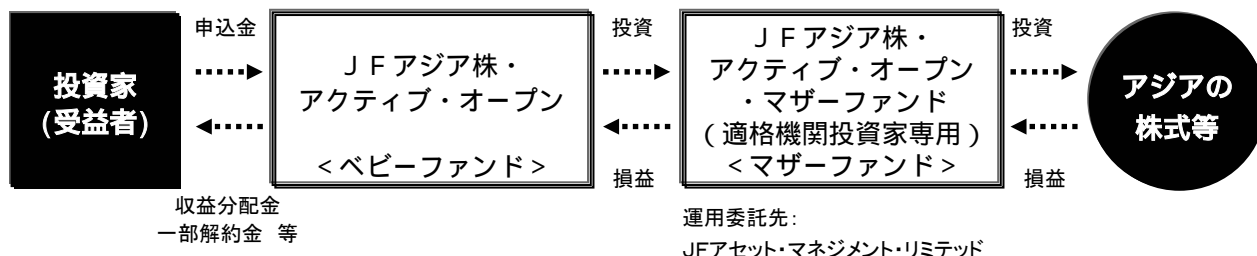 申込金
投資
投資
投資家
(受益者)
ＪＦアジア株・
アクティブ・オープン
<ベビーファンド>
ＪＦアジア株・
アクティブ・オープン
・マザーファンド
(適格機関投資家専用)
<マザーファンド>
アジアの
株式等
損益
損益
収益分配金
一部解約金 等
運用委託先:
JFアセット・マネジメント・リミテッド